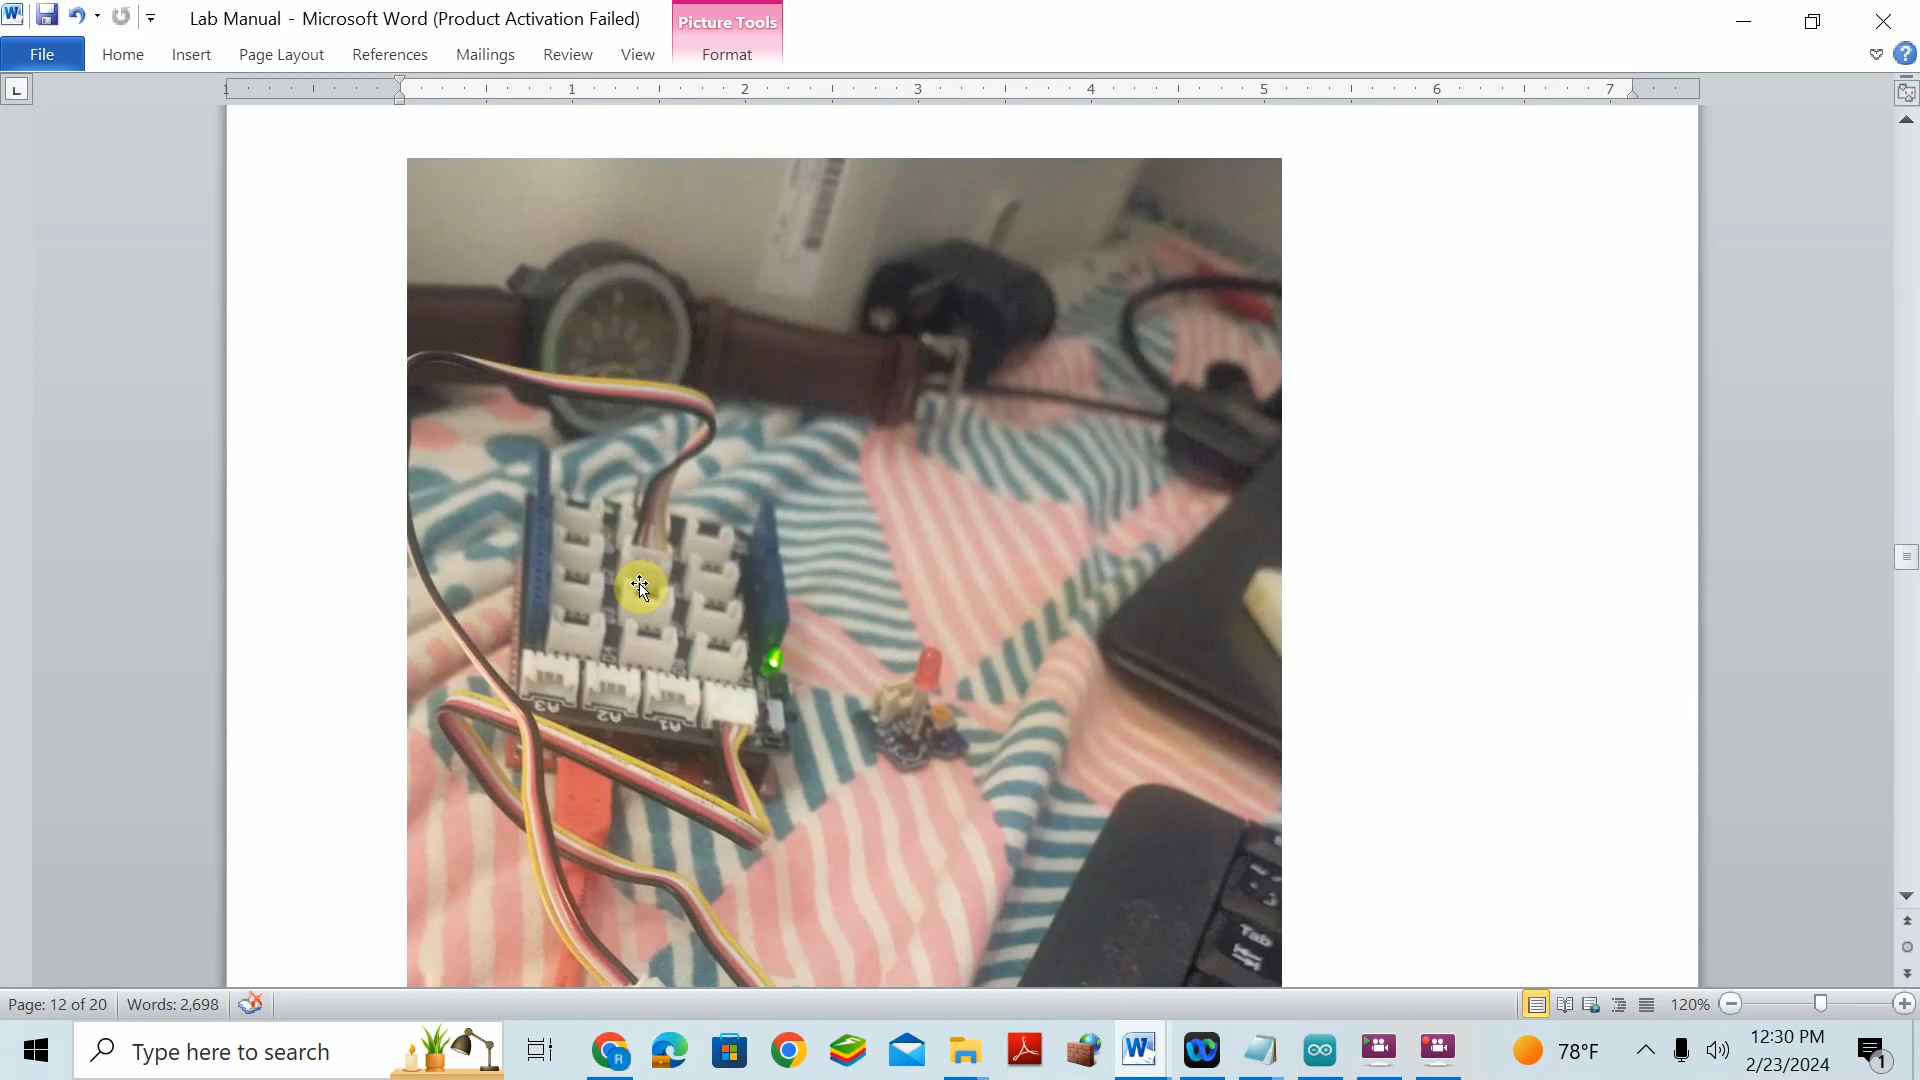 Lab Manual - Microsoft Word (Product Activation Failed)
Picture Tools
File
Home
Insert
Page Layout
References
Mailings
Review
View
Format
1 1 2 3 4 5 6 7
A3
A2
A1
Tab
Page: 12 of 20
Words: 2,698
120%
Type here to search
78°F
12:30 PM
2/23/2024
1